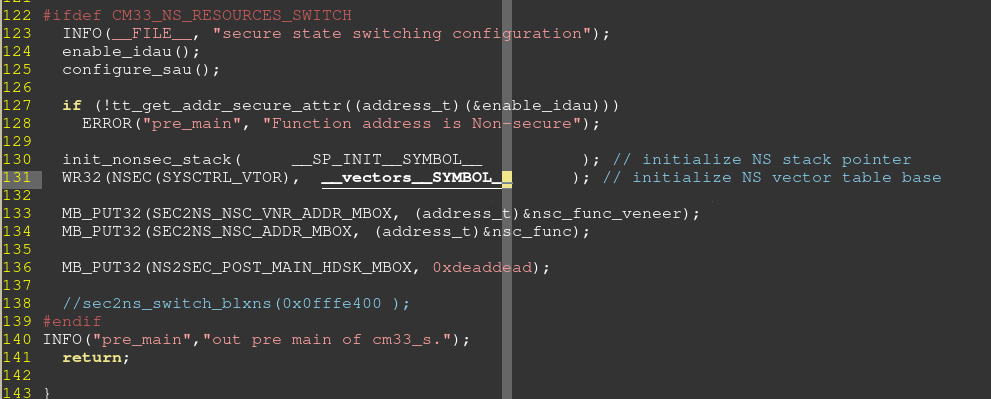 122 #ifdef CM33_NS_RESOURCES_SWITCH
123   INFO(__FILE__, "secure state switching configuration");
124   enable_idau();
125   configure_sau();
126
127   if (!tt_get_addr_secure_attr((address_t)(&enable_idau)))
128     ERROR("pre_main", "Function address is Non-secure");
129
130   init_nonsec_stack(     __SP_INIT__SYMBOL__          ); // initialize NS stack pointer
131   WR32(NSEC(SYSCTRL_VTOR),  __vectors__SYMBOL__      ); // initialize NS vector table base
132
133   MB_PUT32(SEC2NS_NSC_VNR_ADDR_MBOX, (address_t)&nsc_func_veneer);
134   MB_PUT32(SEC2NS_NSC_ADDR_MBOX, (address_t)&nsc_func);
135
136   MB_PUT32(NS2SEC_POST_MAIN_HDSK_MBOX, 0xdeaddead);
137
138   //sec2ns_switch_blxns(0x0fffe400 );
139 #endif
140 INFO("pre_main","out pre main of cm33_s.");
141   return;
142
143 }